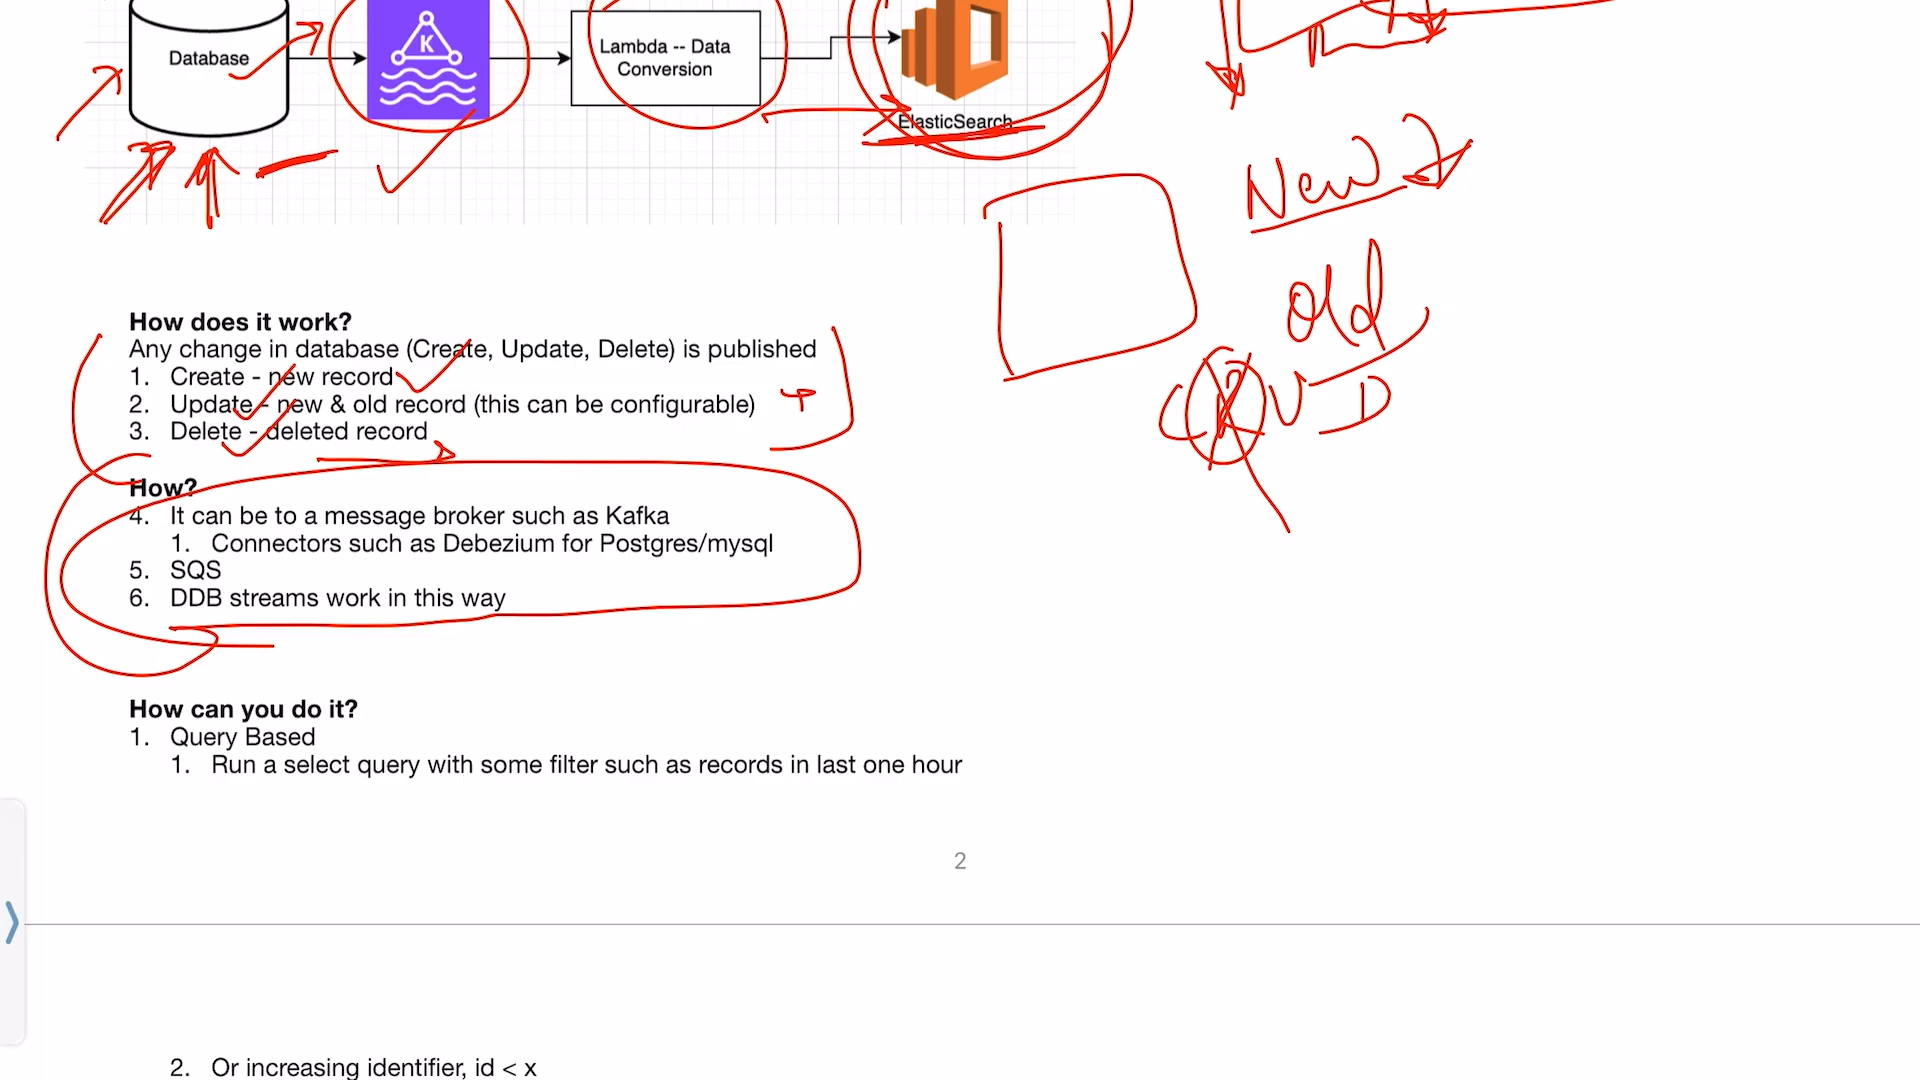 Database
K
Lambda -- Data
Conversion
ElasticSearch
New
old
C R U D
How does it work?
Any change in database (Create, Update, Delete) is published
1. Create - new record
2. Update - new & old record (this can be configurable)
3. Delete - deleted record
How?
4. It can be to a message broker such as Kafka
1. Connectors such as Debezium for Postgres/mysql
5. SQS
6. DDB streams work in this way
How can you do it?
1. Query Based
1. Run a select query with some filter such as records in last one hour
2
2. Or increasing identifier, id < x